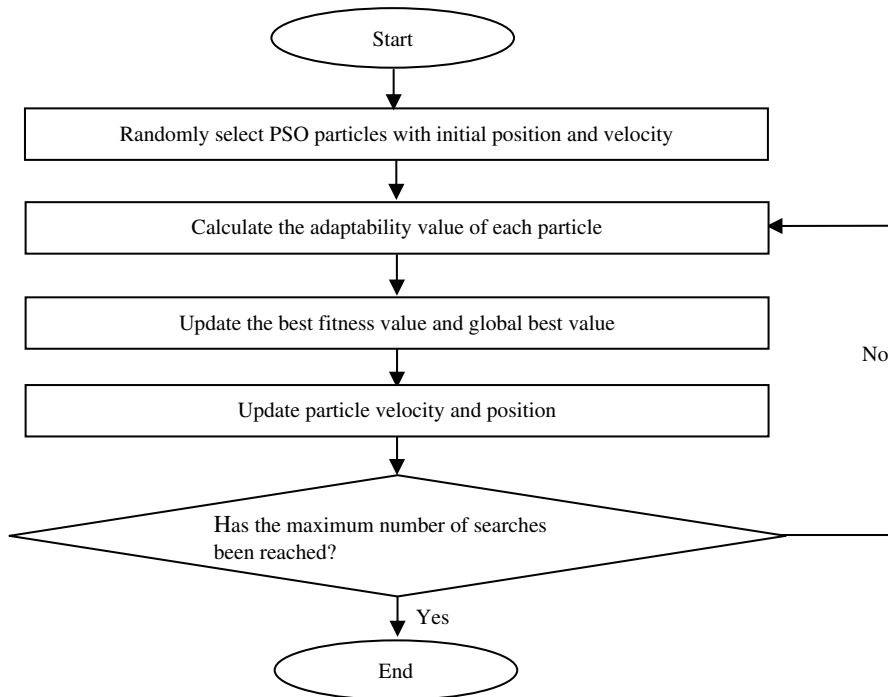 Start
Randomly select PSO particles with initial position and velocity
Calculate the adaptability value of each particle
Update the best fitness value and global best value
No
Update particle velocity and position
Has the maximum number of searches
been reached?
Yes
End